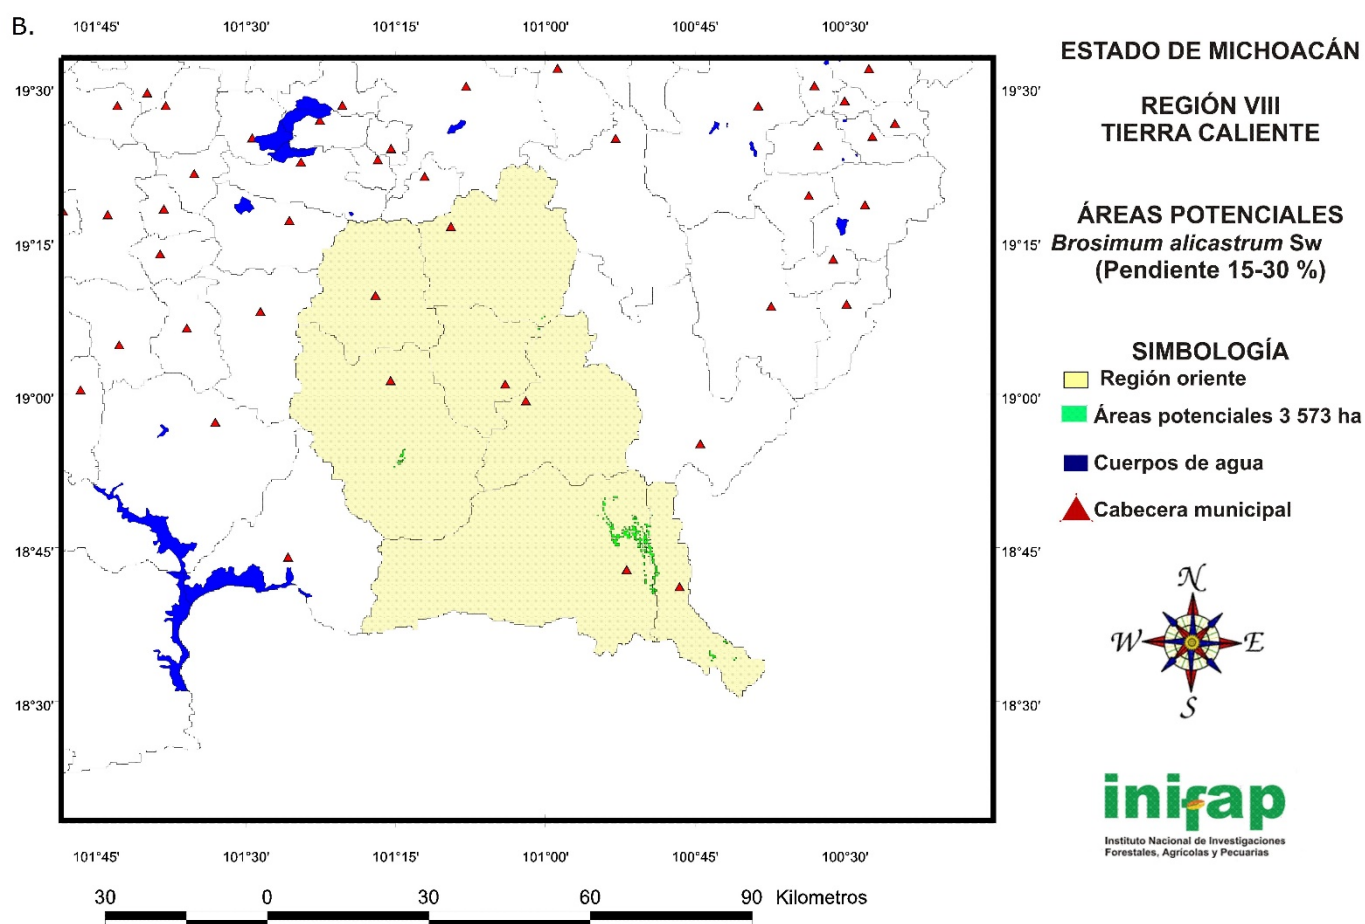 B.
101°45' 101°30' 101°15' 101°00' 100°45' 100°30'
19°30' 19°30'
19°15' 19°15'
19°00' 19°00'
18°45' 18°45'
18°30' 18°30'
101°45' 101°30' 101°15' 101°00' 100°45' 100°30'
30 0 30 60 90 Kilometros
ESTADO DE MICHOACÁN
REGIÓN VIII
TIERRA CALIENTE
ÁREAS POTENCIALES
Brosimum alicastrum Sw
(Pendiente 15-30 %)
SIMBOLOGÍA
Región oriente
Áreas potenciales 3 573 ha
Cuerpos de agua
Cabecera municipal
N
W E
S
inifap
Instituto Nacional de Investigaciones
Forestales, Agrícolas y Pecuarias